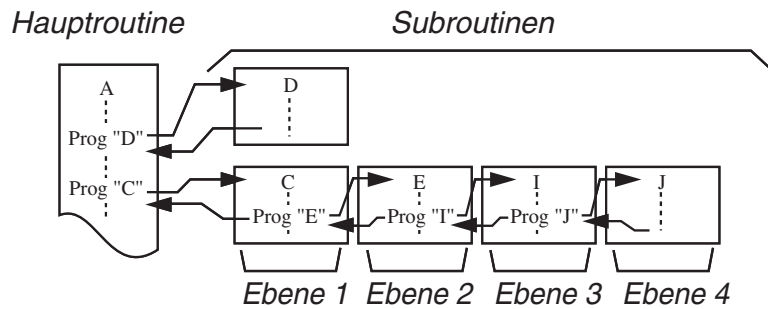 Hauptroutine
Subroutinen
A
D
Prog "D"
Prog "C"
C
E
I
J
Prog "E"
Prog "I"
Prog "J"
Ebene 1
Ebene 2
Ebene 3
Ebene 4